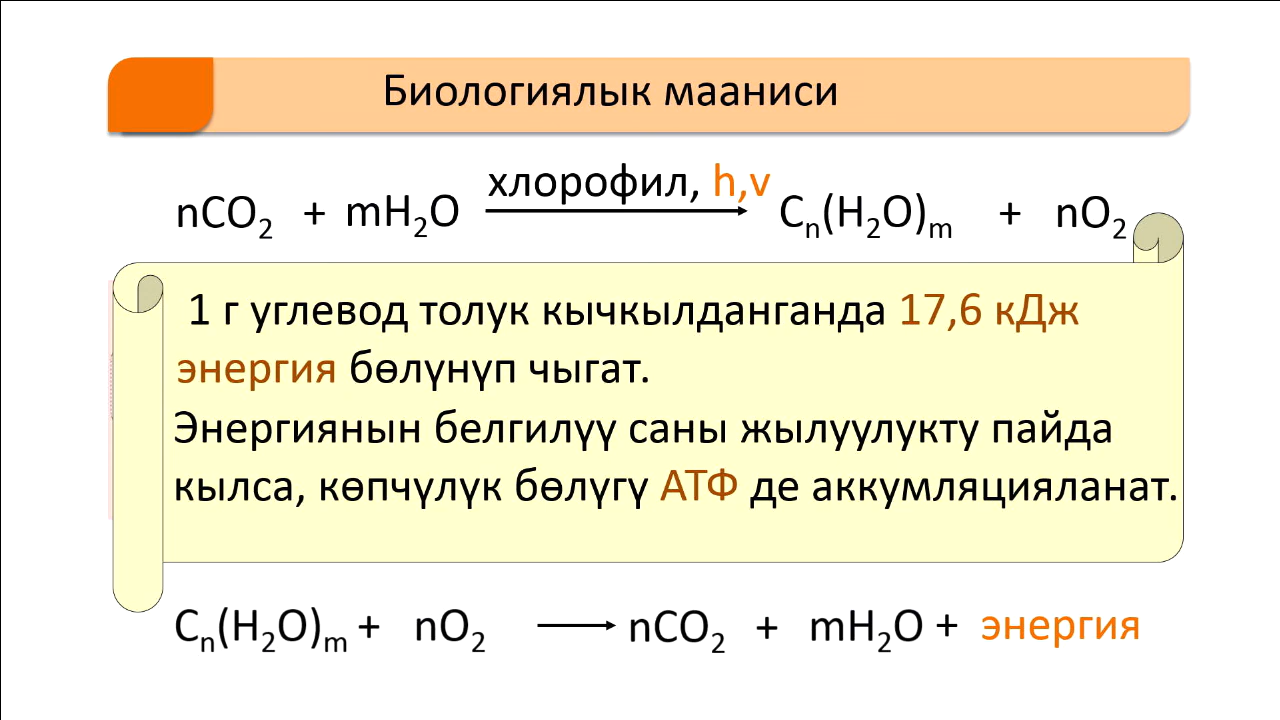 Биологиялык мааниси
хлорофил, h,v
nCO₂ + mH₂O Cₙ(H₂O)ₘ + nO₂
1 г углевод толук кычкылданганда 17,6 кДж
энергия бөлүнүп чыгат.
Энергиянын белгилүү саны жылуулукту пайда
кылса, көпчүлүк бөлүгү АТФ де аккумляцияланат.
Cₙ(H₂O)ₘ + nO₂ → nCO₂ + mH₂O + энергия